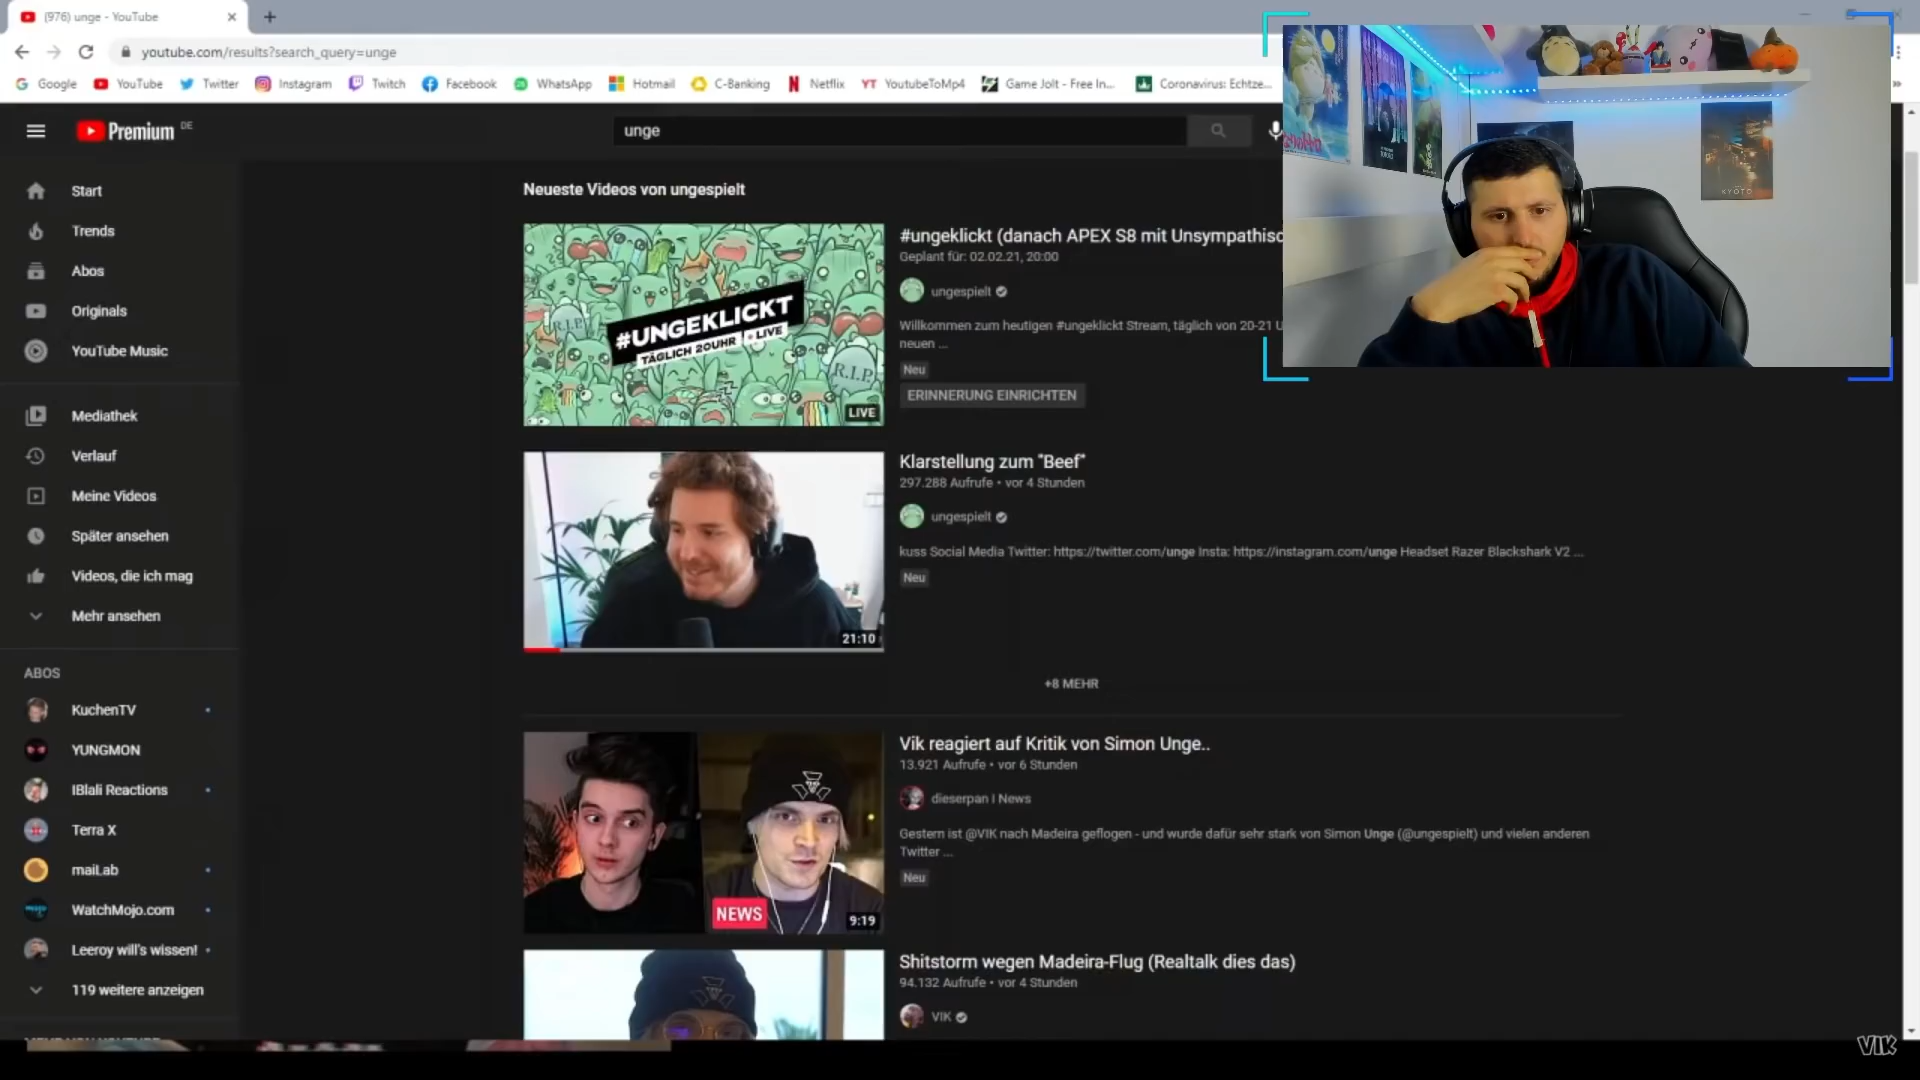 (976) unge - YouTube
youtube.com/results?search_query=unge
Google YouTube Twitter Instagram Twitch Facebook WhatsApp Hotmail C-Banking Netflix YT YoutubeToMp4 Game Jolt - Free In... Coronavirus: Echtze...
Premium DE
unge
Start
Trends
Abos
Originals
YouTube Music
Mediathek
Verlauf
Meine Videos
Später ansehen
Videos, die ich mag
Mehr ansehen
ABOS
KuchenTV
YUNGMON
IBlali Reactions
Terra X
maiLab
WatchMojo.com
Leeroy will's wissen!
119 weitere anzeigen
Neueste Videos von ungespielt
R.I.P.
#UNGEKLICKT
TÄGLICH 20UHR LIVE
R.I.P.
LIVE
#ungeklickt (danach APEX S8 mit Unsympathisc
Geplant für: 02.02.21, 20:00
ungespielt
Willkommen zum heutigen #ungeklickt Stream, täglich von 20-21 U
neuen ...
Neu
ERINNERUNG EINRICHTEN
21:10
Klarstellung zum "Beef"
297.288 Aufrufe • vor 4 Stunden
ungespielt
kuss Social Media Twitter: https://twitter.com/unge Insta: https://instagram.com/unge Headset Razer Blackshark V2 ...
Neu
+8 MEHR
NEWS
9:19
Vik reagiert auf Kritik von Simon Unge..
13.921 Aufrufe • vor 6 Stunden
dieserpan I News
Gestern ist @VIK nach Madeira geflogen - und wurde dafür sehr stark von Simon Unge (@ungespielt) und vielen anderen
Twitter ...
Neu
Shitstorm wegen Madeira-Flug (Realtalk dies das)
94.132 Aufrufe • vor 4 Stunden
VIK
KYOTO
VIK